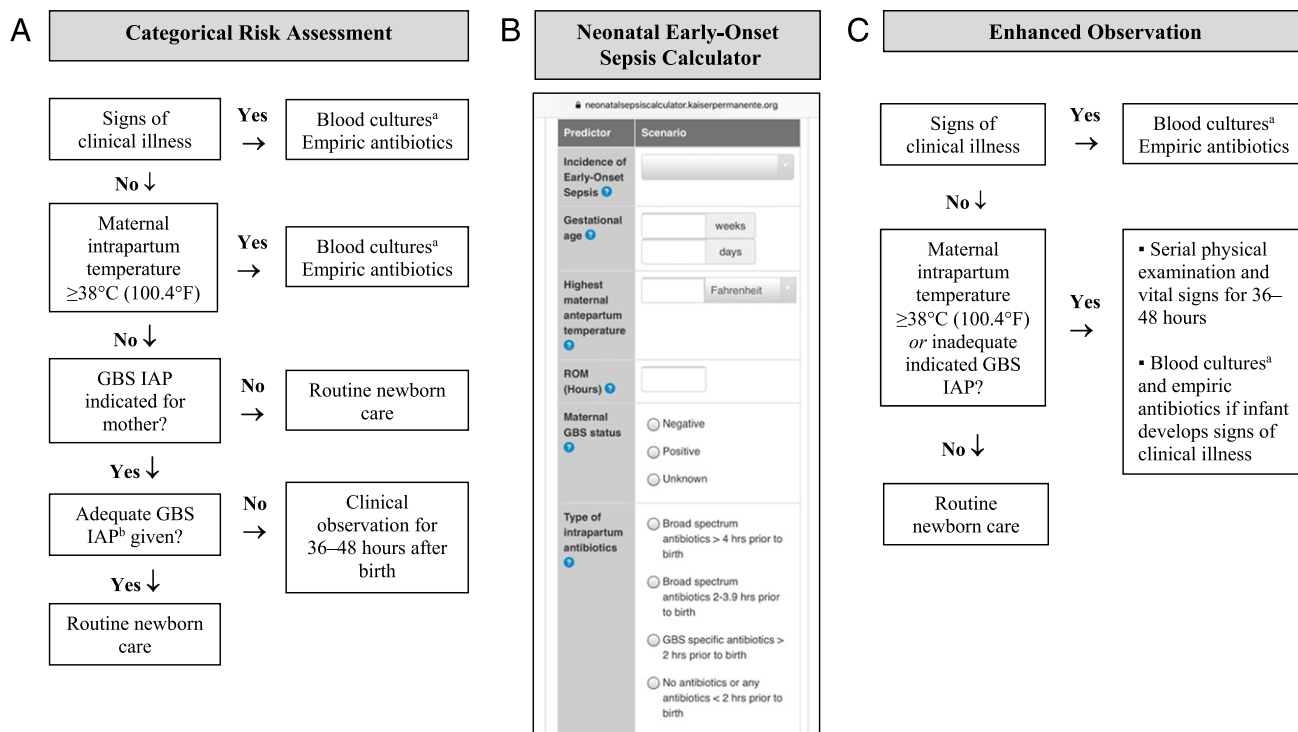 A
Categorical Risk Assessment
Signs of
clinical illness
Yes
→
Blood culturesᵃ
Empiric antibiotics
No ↓
Maternal
intrapartum
temperature
≥38°C (100.4°F)
Yes
→
Blood culturesᵃ
Empiric antibiotics
No ↓
GBS IAP
indicated for
mother?
No
→
Routine newborn
care
Yes ↓
Adequate GBS
IAPᵇ given?
No
→
Clinical
observation for
36–48 hours after
birth
Yes ↓
Routine newborn
care
B
Neonatal Early-Onset
Sepsis Calculator
neonatalsepsiscalculator.kaiserpermanente.org
Predictor Scenario
Incidence of
Early-Onset
Sepsis ?
Gestational
age ?
weeks
days
Highest
maternal
antepartum
temperature
?
Fahrenheit
ROM
(Hours) ?
Maternal
GBS status
?
Negative
Positive
Unknown
Type of
intrapartum
antibiotics
?
Broad spectrum
antibiotics > 4 hrs prior to
birth
Broad spectrum
antibiotics 2-3.9 hrs prior
to birth
GBS specific antibiotics >
2 hrs prior to birth
No antibiotics or any
antibiotics < 2 hrs prior to
birth
C
Enhanced Observation
Signs of
clinical illness
Yes
→
Blood culturesᵃ
Empiric antibiotics
No ↓
Maternal
intrapartum
temperature
≥38°C (100.4°F)
or inadequate
indicated GBS
IAP?
Yes
→
▪ Serial physical
examination and
vital signs for 36–
48 hours
▪ Blood culturesᵃ
and empiric
antibiotics if infant
develops signs of
clinical illness
No ↓
Routine
newborn care